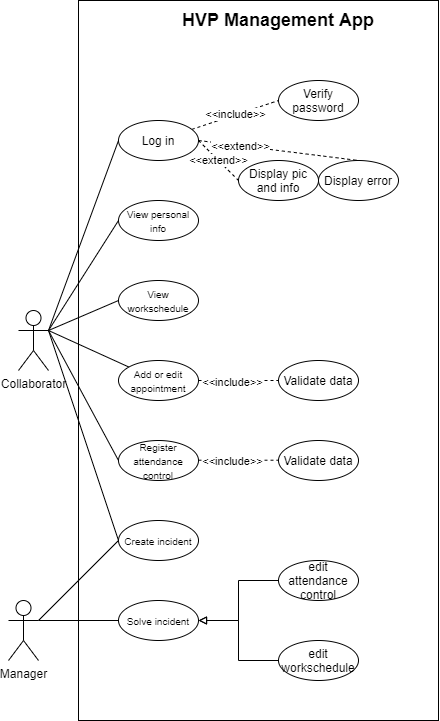 HVP Management App
Verify
password
<<include>>
Log in
<<extend>>
<<extend>>
Display pic
and info
Display error
View personal
info
View
workschedule
Collaborator
Add or edit
appointment
<<include>>
Validate data
Register
attendance
control
<<include>>
Validate data
Create incident
edit
attendance
control
Solve incident
edit
workschedule
Manager